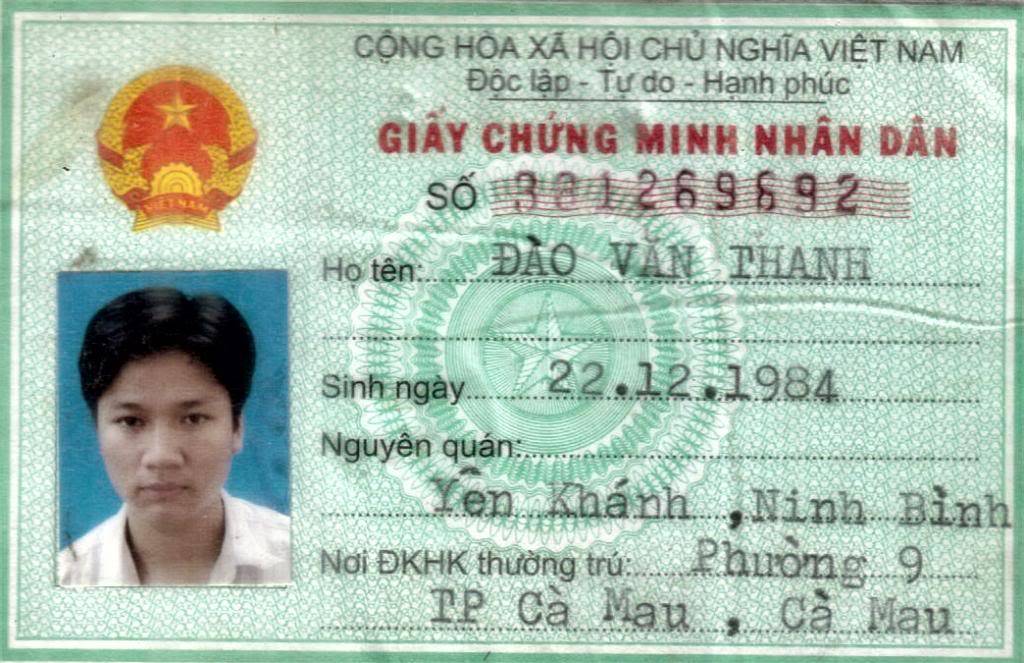 CỘNG HÒA XÃ HỘI CHỦ NGHĨA VIỆT NAM
Độc lập - Tự do - Hạnh phúc
GIẤY CHỨNG MINH NHÂN DÂN
SỐ 381269692
VIỆT NAM
Họ tên: ĐÀO VĂN THANH
Sinh ngày 22.12.1984
Nguyên quán:
Yên Khánh , Ninh Bình
Nơi ĐKHK thường trú: Phường 9
TP Cà Mau , Cà Mau